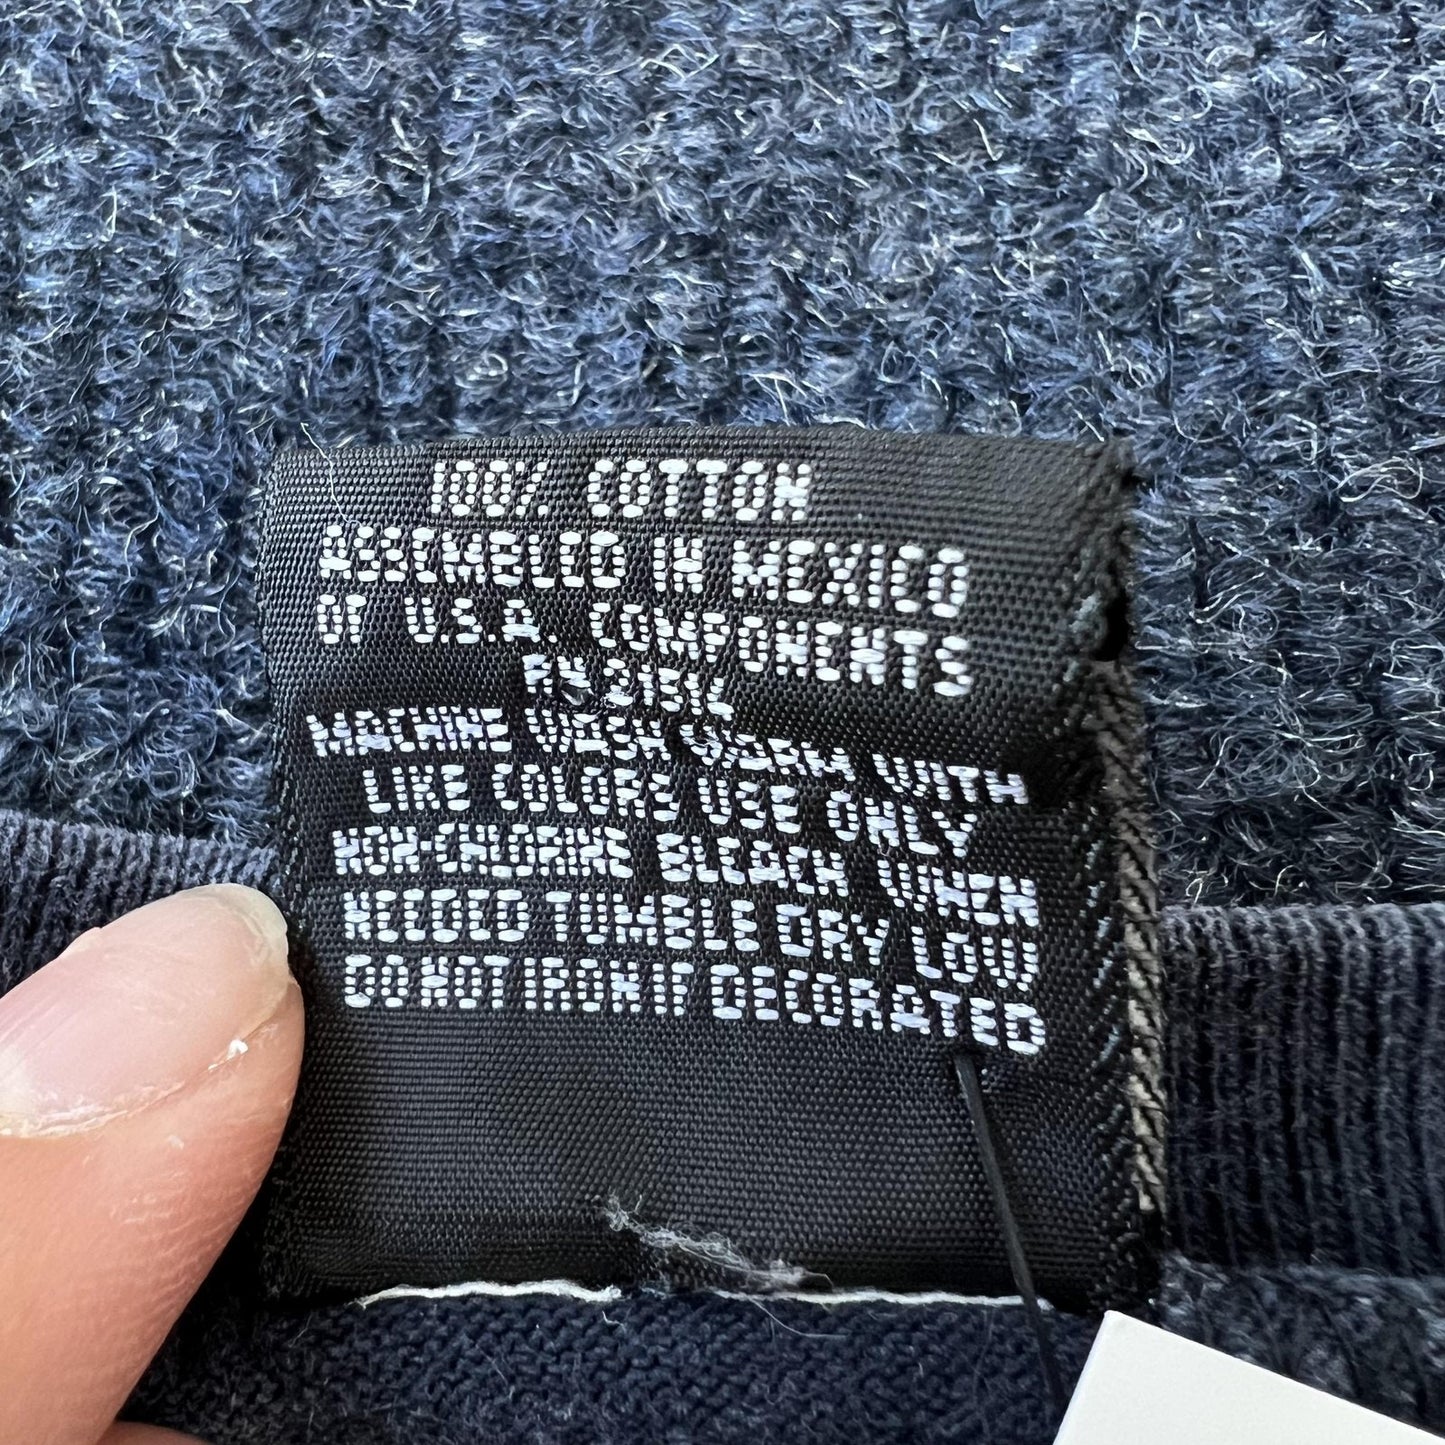 100% COTTON
ASSEMBLED IN MEXICO
OF U.S.A. COMPONENTS
MACHINE WASH WARM WITH
LIKE COLORS USE ONLY
NON-CHLORINE BLEACH WHEN
NEEDED TUMBLE DRY LOW
DO NOT IRON IF DECORATED